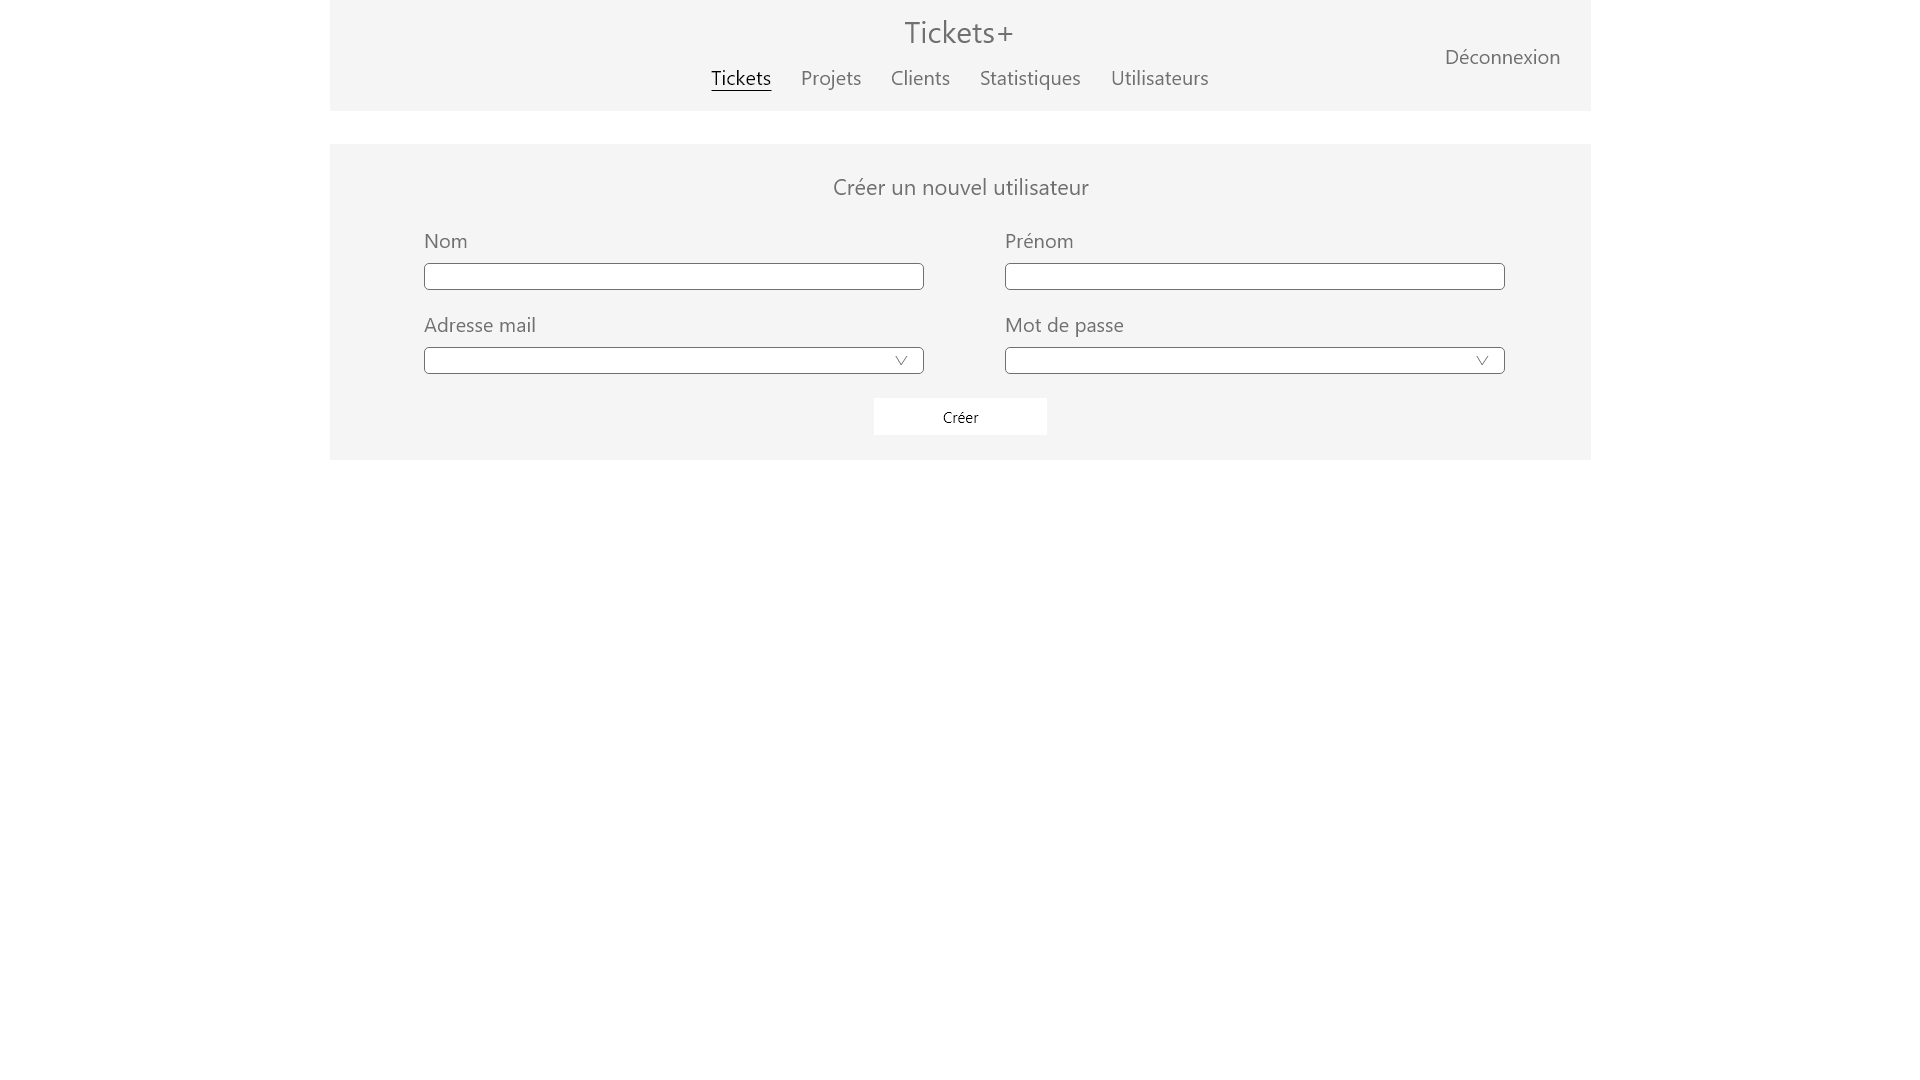 Tickets+
Déconnexion
Tickets Projets Clients Statistiques Utilisateurs
Créer un nouvel utilisateur
Nom Prénom
Adresse mail Mot de passe
Créer